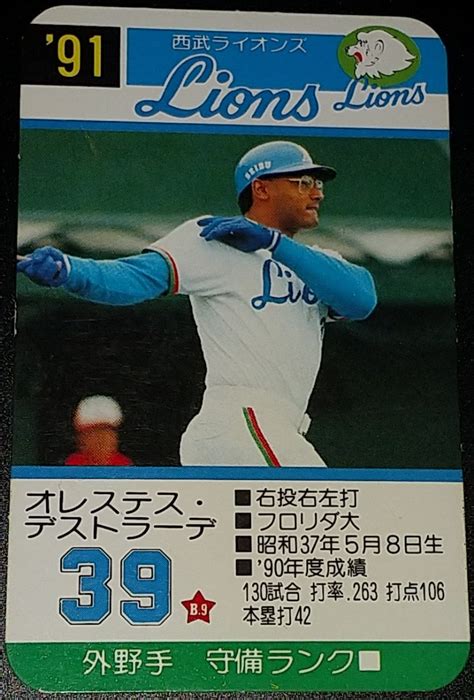 '91
西武ライオンズ
Lions
Lions
SEIBU
Lio
オレステス・
デストラーデ
39
B.9
■右投右左打
■フロリダ大
■昭和37年5月8日生
■'90年度成績
130試合 打率.263 打点106
本塁打42
外野手 守備ランク■